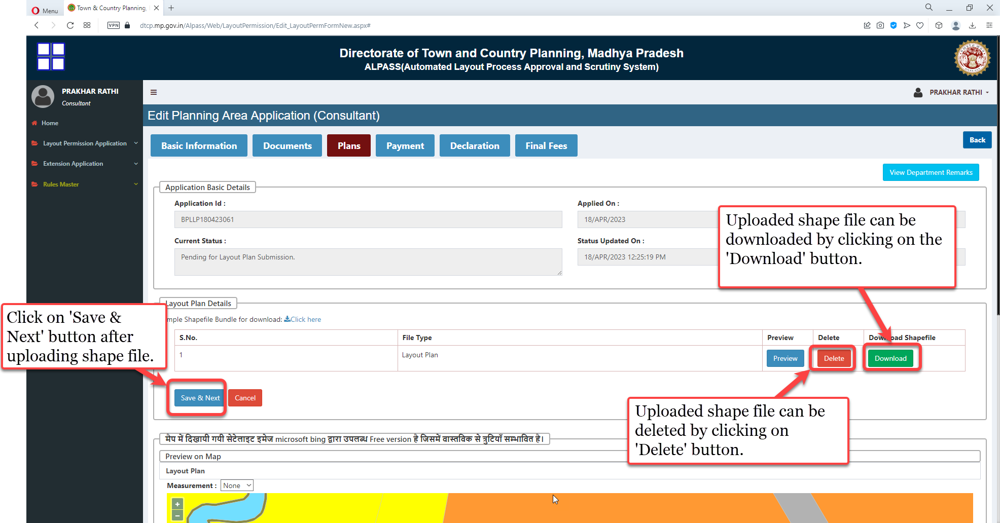 Menu
Town & Country Planning,
VPN
dtcp.mp.gov.in/Alpass/Web/LayoutPermission/Edit_LayoutPermFormNew.aspx#
Directorate of Town and Country Planning, Madhya Pradesh
ALPASS(Automated Layout Process Approval and Scrutiny System)
PRAKHAR RATHI
Consultant
Home
Layout Permission Application
Extension Application
Rules Master
PRAKHAR RATHI
Edit Planning Area Application (Consultant)
Basic Information Documents Plans Payment Declaration Final Fees
Back
View Department Remarks
Application Basic Details
Application Id :
BPLLP180423061
Applied On :
18/APR/2023
Current Status :
Pending for Layout Plan Submission.
Status Updated On :
18/APR/2023 12:25:19 PM
Uploaded shape file can be
downloaded by clicking on the
'Download' button.
Layout Plan Details
mple Shapefile Bundle for download: Click here
Click on 'Save &
Next' button after
uploading shape file.
S.No. File Type Preview Delete Download Shapefile
1 Layout Plan Preview Delete Download
Save & Next Cancel
Uploaded shape file can be
deleted by clicking on
'Delete' button.
मैप में दिखायी गयी सेटेलाइट इमेज microsoft bing द्वारा उपलब्ध Free version है जिसमें वास्तविक से त्रुटियाँ सम्भावित है।
Preview on Map
Layout Plan
Measurement : None
+
−